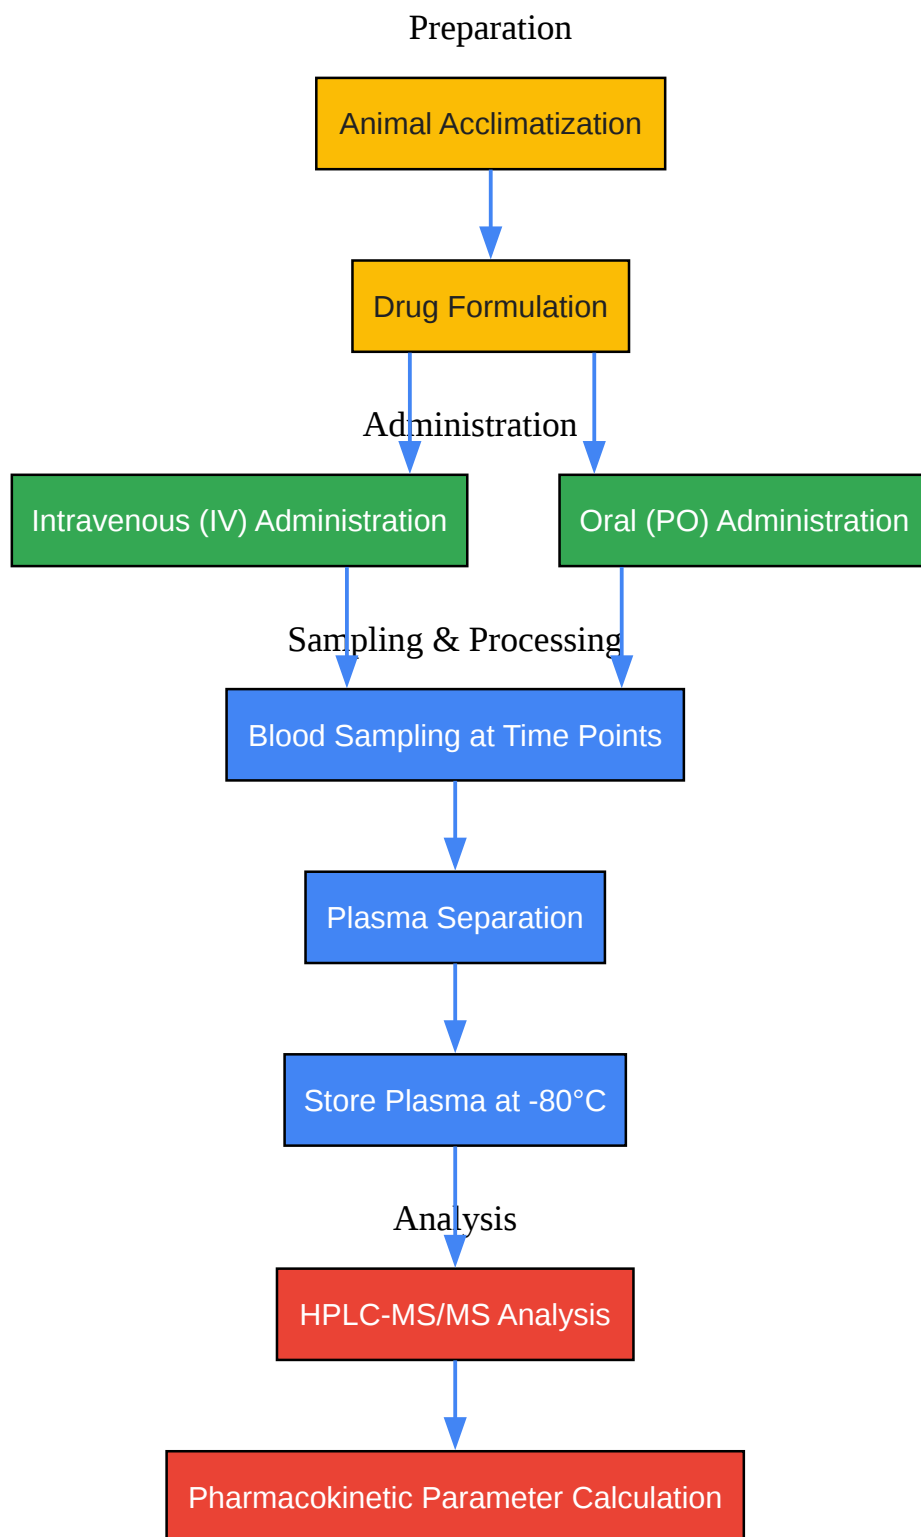 Preparation
Animal Acclimatization
Drug Formulation
Administration
Intravenous (IV) Administration
Oral (PO) Administration
Sampling & Processing
Blood Sampling at Time Points
Plasma Separation
Store Plasma at -80°C
Analysis
HPLC-MS/MS Analysis
Pharmacokinetic Parameter Calculation